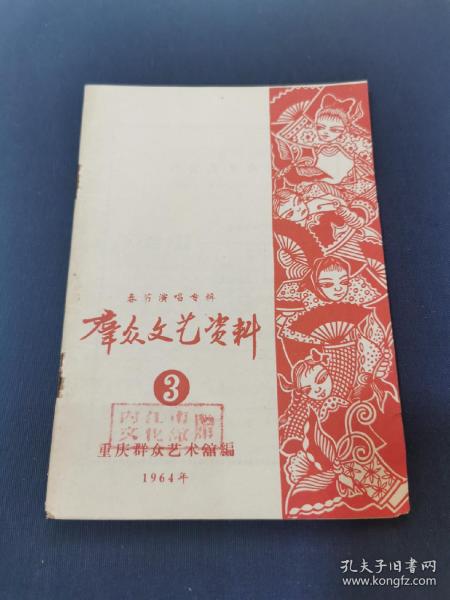 春节演唱专辑
群众文艺资料
3
内江市
文化馆
重庆群众艺术馆编
1964年
孔夫子旧书网
www.kongfz.com